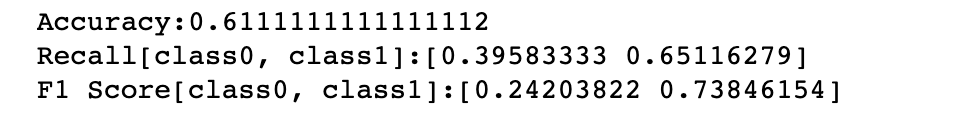 Accuracy:0.6111111111111112
Recall[class0, class1]:[0.39583333 0.65116279]
F1 Score[class0, class1]:[0.24203822 0.73846154]